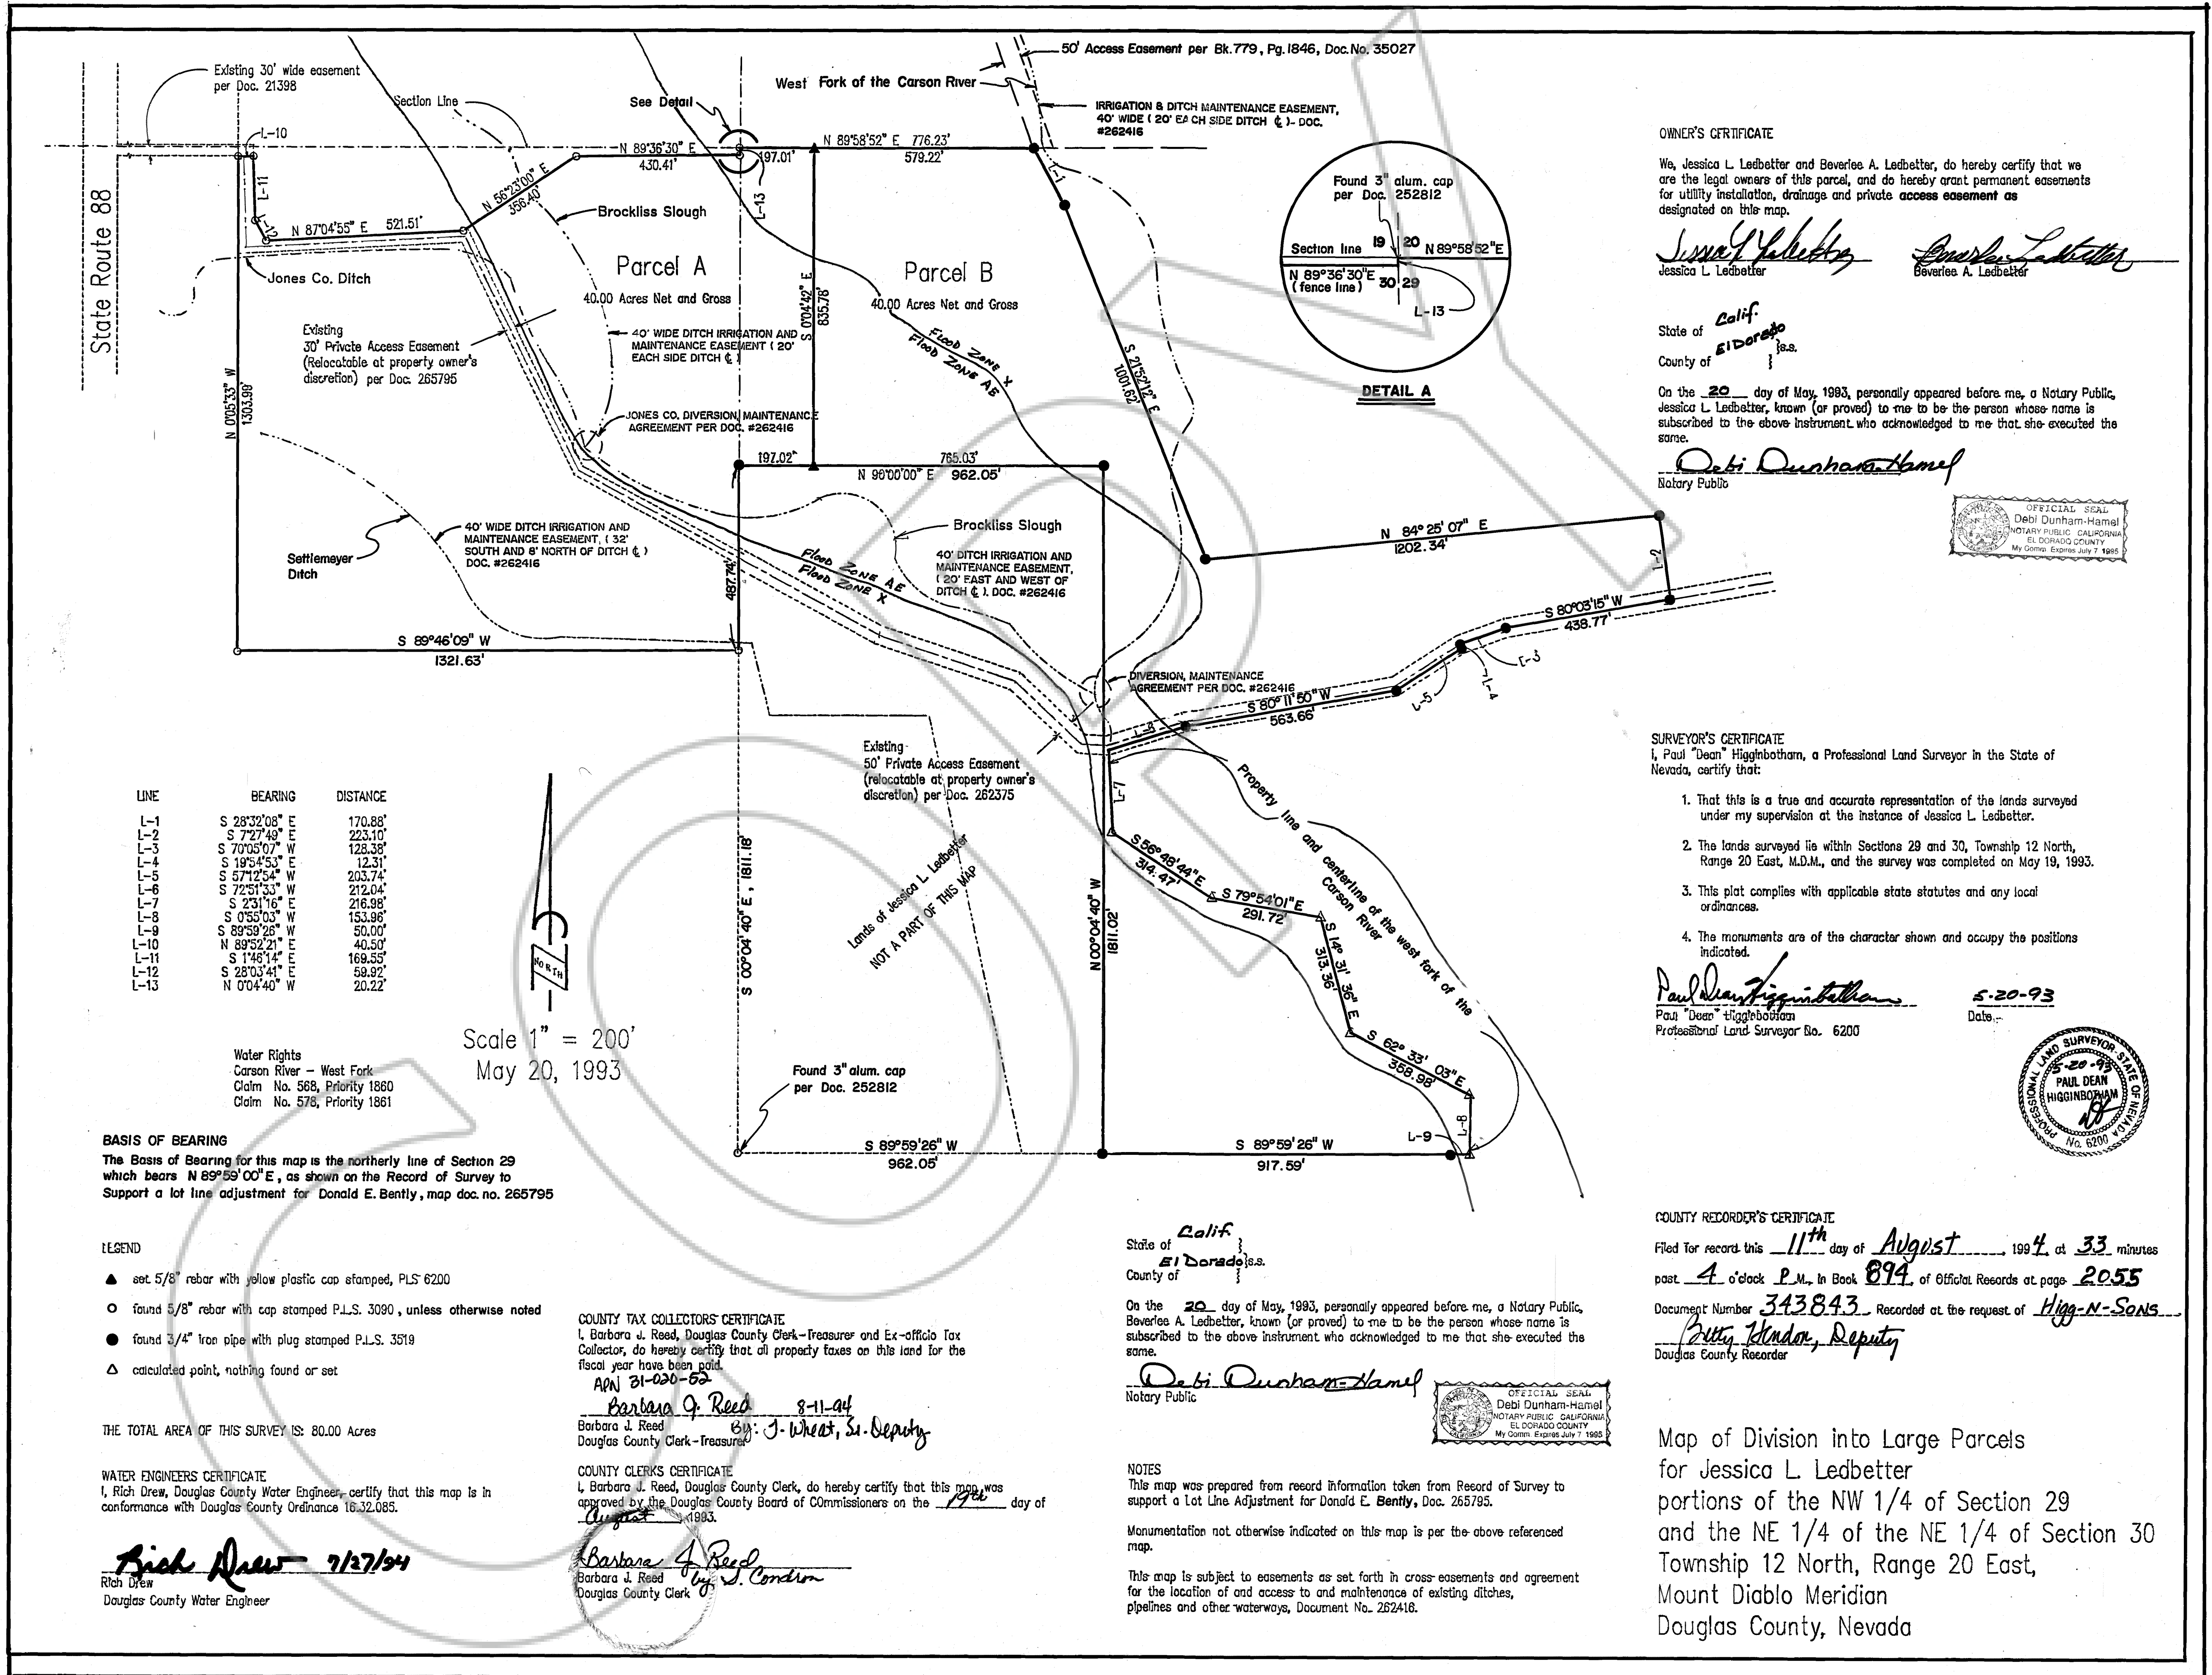 50' Access Easement per Bk.779, Pg.1846, Doc. No. 35027
Existing 30' wide easement
per Doc. 21398
Section Line
See Detail
West Fork of the Carson River
IRRIGATION & DITCH MAINTENANCE EASEMENT,
40' WIDE ( 20' EACH SIDE DITCH ℄ )- DOC.
#262416
L-10
N 89°36'30" E
430.41'
197.01'
N 89°58'52" E 776.23'
579.22'
L-1
L-11
L-12
L-13
N 56°23'00" E
356.40'
N 87°04'55" E 521.51'
Brockliss Slough
State Route 88
Jones Co. Ditch
Parcel A
40.00 Acres Net and Gross
Parcel B
40.00 Acres Net and Gross
S 0°04'42" E
835.78'
Existing
30' Private Access Easement
(Relocatable at property owner's
discretion) per Doc. 265795
40' WIDE DITCH IRRIGATION AND
MAINTENANCE EASEMENT ( 20'
EACH SIDE DITCH ℄ )
Flood Zone X
Flood Zone AE
S 21°52'12" E
1001.62'
N 0°05'33" W
1303.99'
JONES CO. DIVERSION, MAINTENANCE
AGREEMENT PER DOC. #262416
197.02'
765.03'
N 90°00'00" E 962.05'
Found 3" alum. cap
per Doc. 252812
Section line 19 20 N 89°58'52"E
N 89°36'30"E
(fence line) 30 29
L-13
DETAIL A
Settlemeyer
Ditch
40' WIDE DITCH IRRIGATION AND
MAINTENANCE EASEMENT, ( 32'
SOUTH AND 8' NORTH OF DITCH ℄ )
DOC. #262416
Brockliss Slough
40' DITCH IRRIGATION AND
MAINTENANCE EASEMENT,
( 20' EAST AND WEST OF
DITCH ℄ ). DOC. #262416
Flood Zone AE
Flood Zone X
487.74'
N 84°25'07" E
1202.34'
L-2
S 80°03'15" W
438.77'
L-3
L-4
L-5
S 89°46'09" W
1321.63'
DIVERSION, MAINTENANCE
AGREEMENT PER DOC. #262416
S 80°11'50" W
563.66'
L-6
L-7
Existing
50' Private Access Easement
(relocatable at property owner's
discretion) per Doc. 262375
Property line and centerline of the west fork of the
Carson River
S 56°48'44"E
314.47'
S 79°54'01"E
291.72'
S 14° 31' 36" E
313.36'
S 62° 33' 03"E
358.98'
L-8
L-9
S 00°04'40" E, 1811.18'
Lands of Jessica L. Ledbetter
NOT A PART OF THIS MAP
N00°04'40" W
1811.02'
Found 3" alum. cap
per Doc. 252812
S 89°59'26" W
962.05'
S 89°59'26" W
917.59'
LINE BEARING DISTANCE
L-1 S 28°32'08" E 170.88'
L-2 S 7°27'49" E 223.10'
L-3 S 70°05'07" W 128.38'
L-4 S 19°54'53" E 12.31'
L-5 S 57°12'54" W 203.74'
L-6 S 72°51'33" W 212.04'
L-7 S 2°31'16" E 216.98'
L-8 S 0°55'03" W 153.96'
L-9 S 89°59'26" W 50.00'
L-10 N 89°52'21" E 40.50'
L-11 S 1°46'14" E 169.55'
L-12 S 28°03'41" E 59.92'
L-13 N 0°04'40" W 20.22'
NORTH
Scale 1" = 200'
May 20, 1993
Water Rights
Carson River - West Fork
Claim No. 568, Priority 1860
Claim No. 578, Priority 1861
BASIS OF BEARING
The Basis of Bearing for this map is the northerly line of Section 29
which bears N 89°59'00"E, as shown on the Record of Survey to
Support a lot line adjustment for Donald E. Bently, map doc. no. 265795
LEGEND
▲ set 5/8" rebar with yellow plastic cap stamped, PLS 6200
○ found 5/8" rebar with cap stamped P.L.S. 3090, unless otherwise noted
● found 3/4" iron pipe with plug stamped P.L.S. 3519
△ calculated point, nothing found or set
THE TOTAL AREA OF THIS SURVEY IS: 80.00 Acres
WATER ENGINEERS CERTIFICATE
I, Rich Drew, Douglas County Water Engineer, certify that this map is in
conformance with Douglas County Ordinance 16.32.085.
Rich Drew 7/27/94
Rich Drew
Douglas County Water Engineer
COUNTY TAX COLLECTORS CERTIFICATE
I, Barbara J. Reed, Douglas County Clerk-Treasurer and Ex-officio Tax
Collector, do hereby certify that all property taxes on this land for the
fiscal year have been paid.
APN 31-020-52
Barbara J. Reed 8-11-94
Barbara J. Reed By: J. Wheat, Sr. Deputy
Douglas County Clerk-Treasurer
COUNTY CLERKS CERTIFICATE
I, Barbara J. Reed, Douglas County Clerk, do hereby certify that this map was
approved by the Douglas County Board of COmmissioners on the 19th day of
August, 1993.
Barbara J Reed
Barbara J. Reed by S. Condron
Douglas County Clerk
State of Calif. }
El Dorado }s.s.
County of }
On the 20 day of May, 1993, personally appeared before me, a Notary Public,
Beverlee A. Ledbetter, known (or proved) to me to be the person whose name is
subscribed to the above instrument who acknowledged to me that she executed the
same.
Debi Dunham-Hamel
Notary Public
OFFICIAL SEAL
Debi Dunham-Hamel
NOTARY PUBLIC CALIFORNIA
EL DORADO COUNTY
My Comm. Expires July 7 1995
NOTES
This map was prepared from record information taken from Record of Survey to
support a Lot Line Adjustment for Donald E. Bently, Doc. 265795.
Monumentation not otherwise indicated on this map is per the above referenced
map.
This map is subject to easements as set forth in cross-easements and agreement
for the location of and access to and maintenance of existing ditches,
pipelines and other waterways, Document No. 262416.
OWNER'S CERTIFICATE
We, Jessica L. Ledbetter and Beverlee A. Ledbetter, do hereby certify that we
are the legal owners of this parcel, and do hereby grant permanent easements
for utility installation, drainage and private access easement as
designated on this map.
Jessica L Ledbetter Beverlee Ledbetter
Jessica L. Ledbetter Beverlee A. Ledbetter
State of Calif.
El Dorado }s.s.
County of }
On the 20 day of May, 1993, personally appeared before me, a Notary Public,
Jessica L. Ledbetter, known (or proved) to me to be the person whose name is
subscribed to the above instrument who acknowledged to me that she executed the
same.
Debi Dunham-Hamel
Notary Public
OFFICIAL SEAL
Debi Dunham-Hamel
NOTARY PUBLIC CALIFORNIA
EL DORADO COUNTY
My Comm. Expires July 7 1995
SURVEYOR'S CERTIFICATE
I, Paul "Dean" Higginbotham, a Professional Land Surveyor in the State of
Nevada, certify that:
1. That this is a true and accurate representation of the lands surveyed
under my supervision at the instance of Jessica L. Ledbetter.
2. The lands surveyed lie within Sections 29 and 30, Township 12 North,
Range 20 East, M.D.M., and the survey was completed on May 19, 1993.
3. This plat complies with applicable state statutes and any local
ordinances.
4. The monuments are of the character shown and occupy the positions
indicated.
Paul Dean Higginbotham 5-20-93
Paul "Dean" Higginbotham Date
Professional Land Surveyor No. 6200
PROFESSIONAL LAND SURVEYOR-STATE OF NEVADA
5-20-93
PAUL DEAN
HIGGINBOTHAM
No. 6200
COUNTY RECORDER'S CERTIFICATE
Filed for record this 11th day of August, 1994, at 33 minutes
past 4 o'clock P.M., in Book 894, of Official Records at page 2055
Document Number 343843. Recorded at the request of Higg-N-Sons
Betty Hendon, Deputy
Douglas County Recorder
Map of Division into Large Parcels
for Jessica L. Ledbetter
portions of the NW 1/4 of Section 29
and the NE 1/4 of the NE 1/4 of Section 30
Township 12 North, Range 20 East,
Mount Diablo Meridian
Douglas County, Nevada
COPY